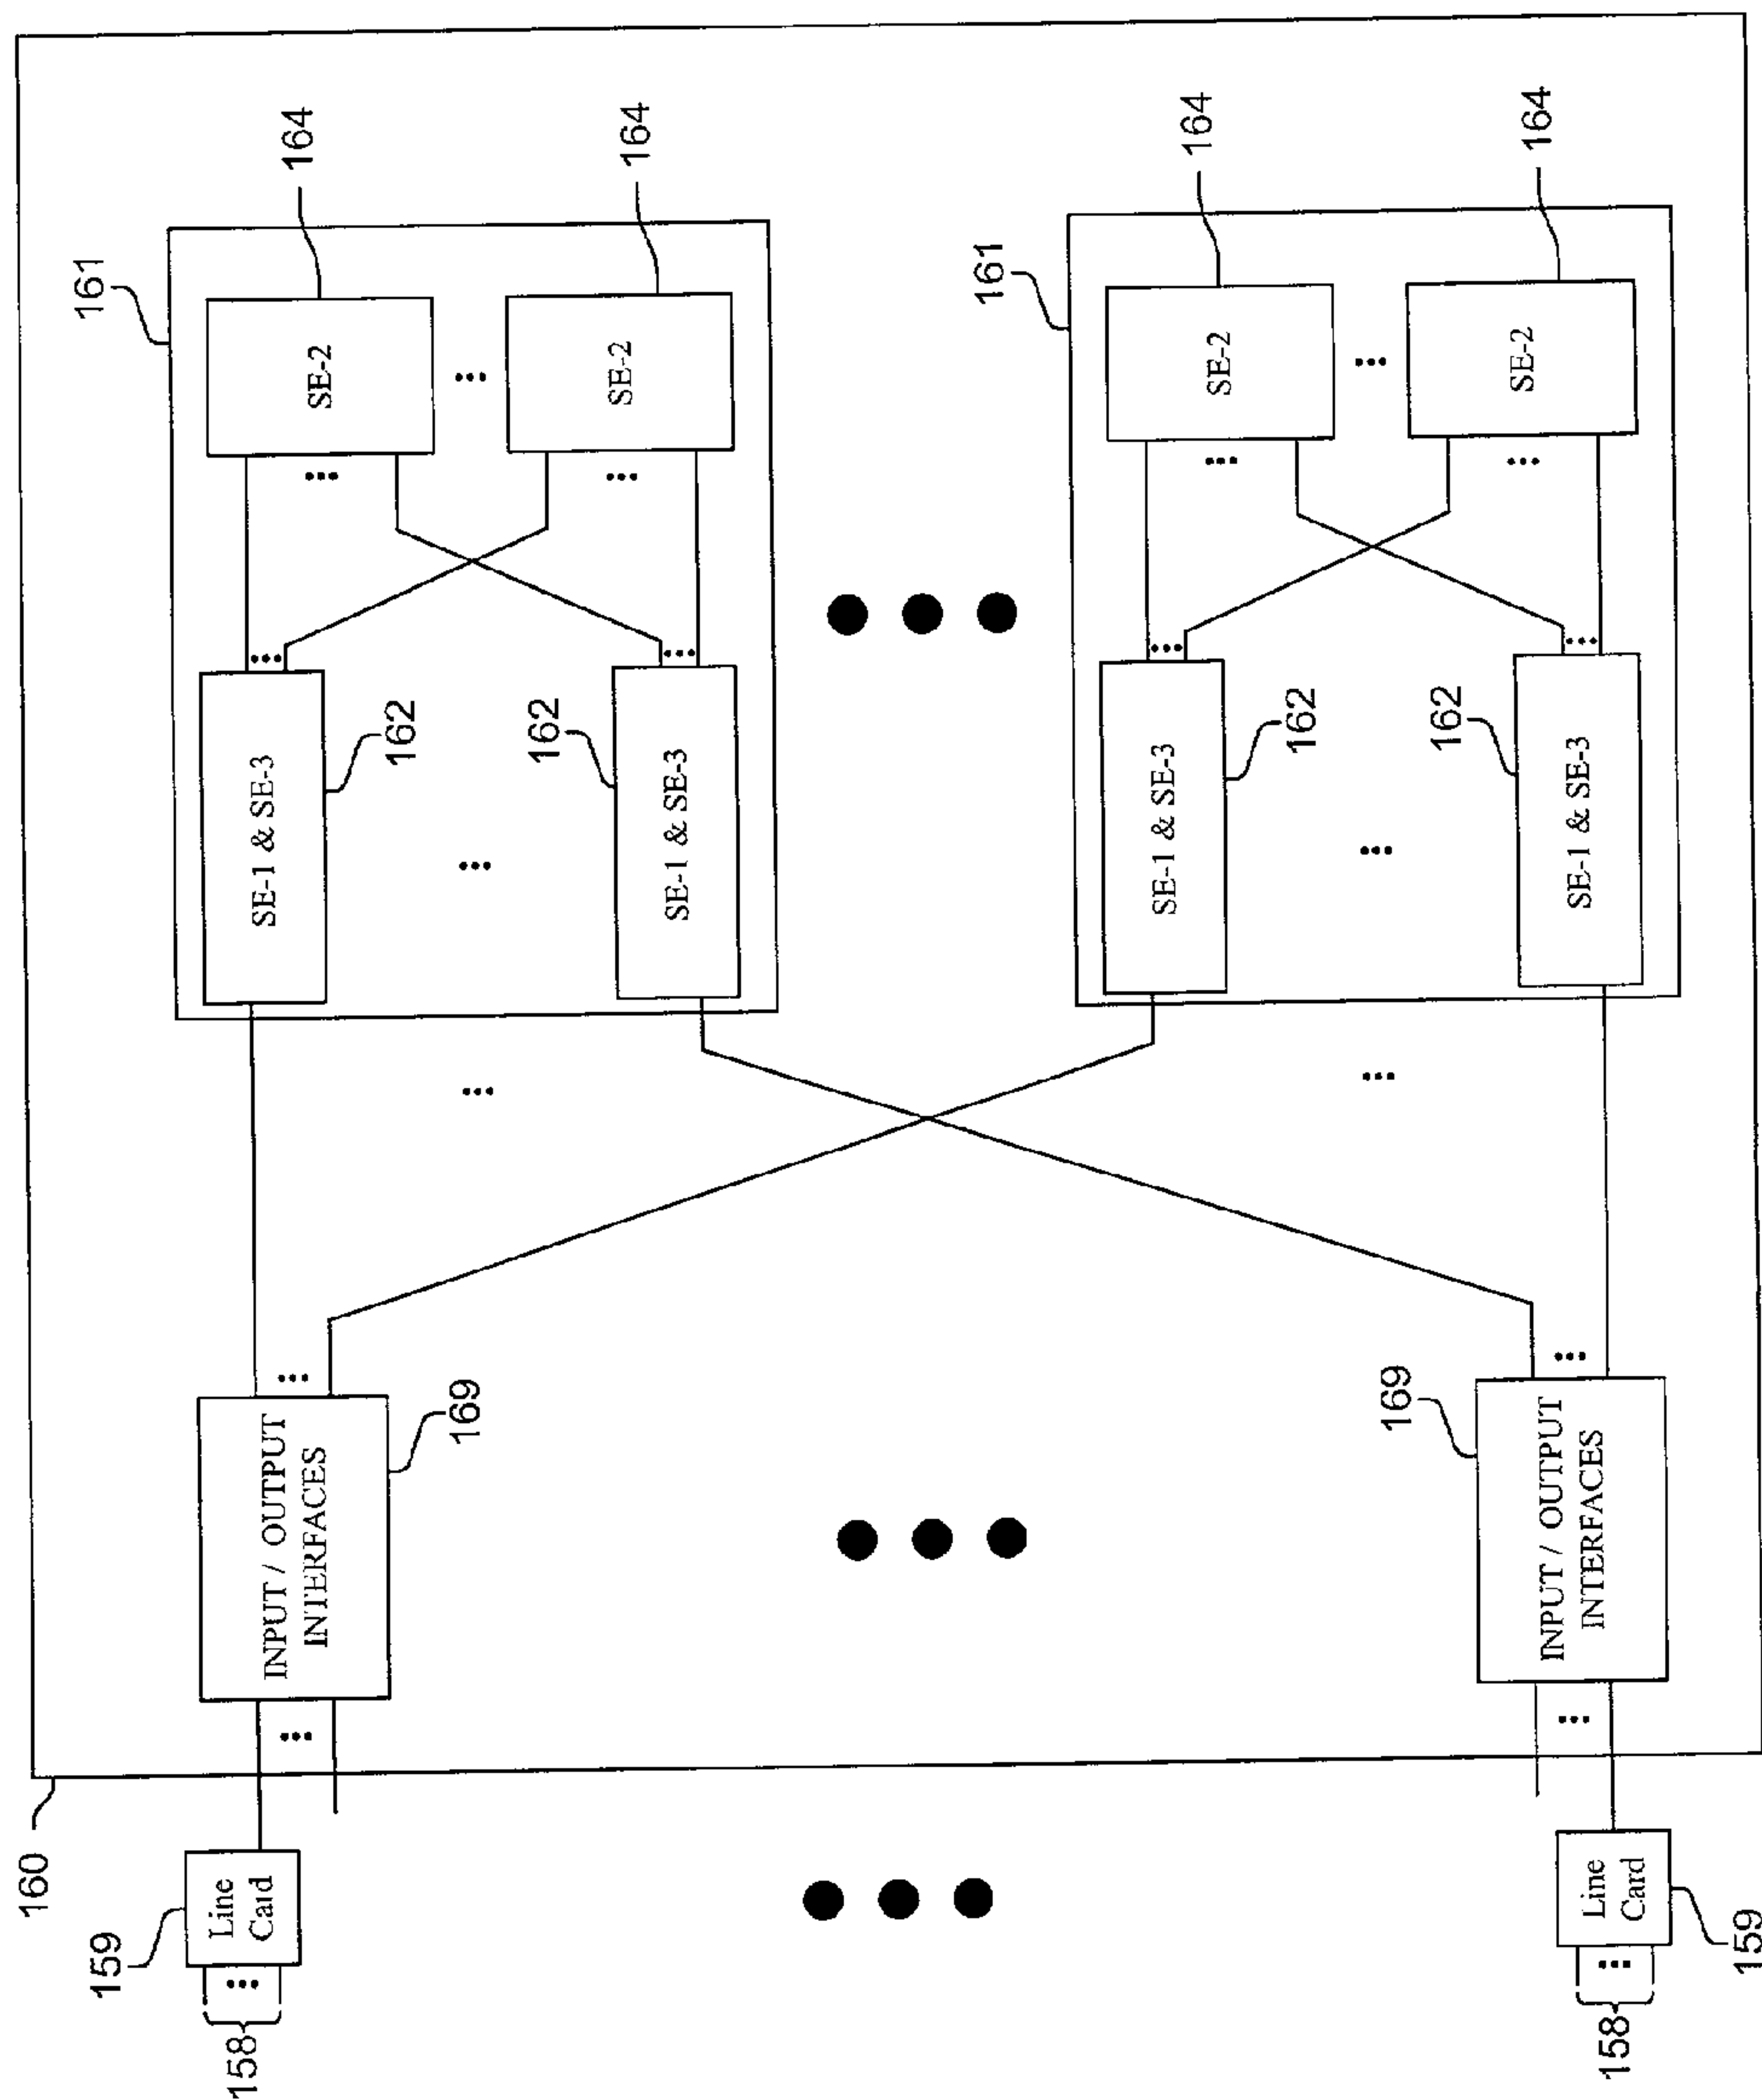 160
161
159
Line
Card
158
INPUT / OUTPUT
INTERFACES
SE-1 & SE-3
SE-2
164
162
169
162
164
SE-1 & SE-3
SE-2
161
SE-1 & SE-3
SE-2
164
162
169
162
164
SE-1 & SE-3
SE-2
INPUT / OUTPUT
INTERFACES
Line
Card
158
159